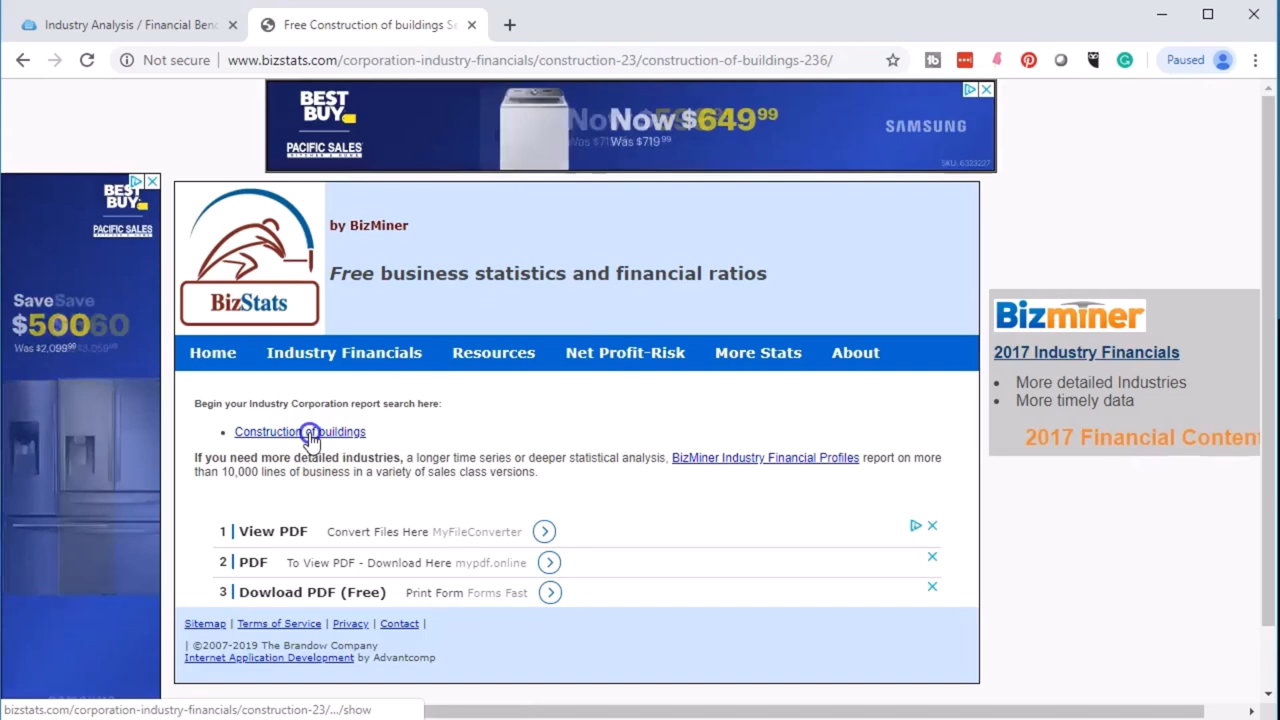 Industry Analysis / Financial Benc
Free Construction of buildings Se
Not secure | www.bizstats.com/corporation-industry-financials/construction-23/construction-of-buildings-236/
Paused
BEST BUY
PACIFIC SALES
KITCHEN & HOME
Now $649.99
Was $719.99
SAMSUNG
SKU: 6323227
BEST BUY
PACIFIC SALES
Save
$500
Was $2,099.99
BizStats
by BizMiner
Free business statistics and financial ratios
Home
Industry Financials
Resources
Net Profit-Risk
More Stats
About
Bizminer
2017 Industry Financials
• More detailed Industries
• More timely data
2017 Financial Conten
Begin your Industry Corporation report search here:
• Construction of buildings
If you need more detailed industries, a longer time series or deeper statistical analysis, BizMiner Industry Financial Profiles report on more
than 10,000 lines of business in a variety of sales class versions.
1 | View PDF Convert Files Here MyFileConverter
2 | PDF To View PDF - Download Here mypdf.online
3 | Dowload PDF (Free) Print Form Forms Fast
Sitemap | Terms of Service | Privacy | Contact |
| ©2007-2019 The Brandow Company
Internet Application Development by Advantcomp
bizstats.com/corporation-industry-financials/construction-23/.../show